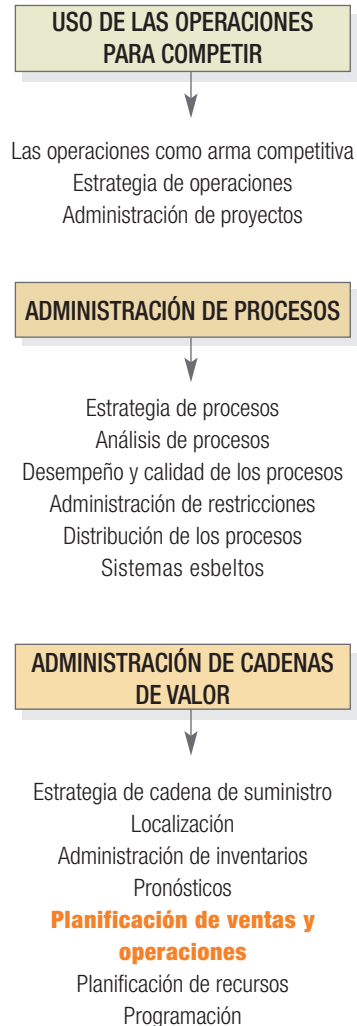 USO DE LAS OPERACIONES
PARA COMPETIR
Las operaciones como arma competitiva
Estrategia de operaciones
Administración de proyectos
ADMINISTRACIÓN DE PROCESOS
Estrategia de procesos
Análisis de procesos
Desempeño y calidad de los procesos
Administración de restricciones
Distribución de los procesos
Sistemas esbeltos
ADMINISTRACIÓN DE CADENAS
DE VALOR
Estrategia de cadena de suministro
Localización
Administración de inventarios
Pronósticos
Planificación de ventas y
operaciones
Planificación de recursos
Programación